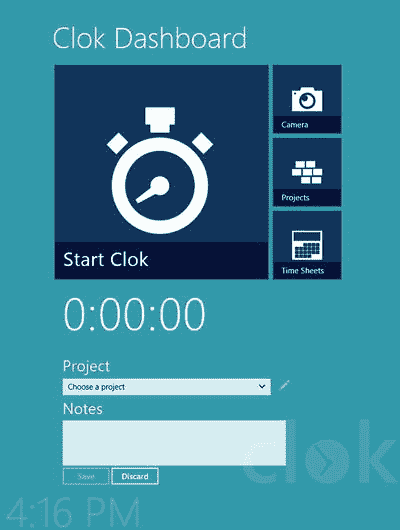 Clok Dashboard
Camera
Projects
Start Clok
Time Sheets
0:00:00
Project
Choose a project
Notes
clok
Save
Discard
4:16 PM